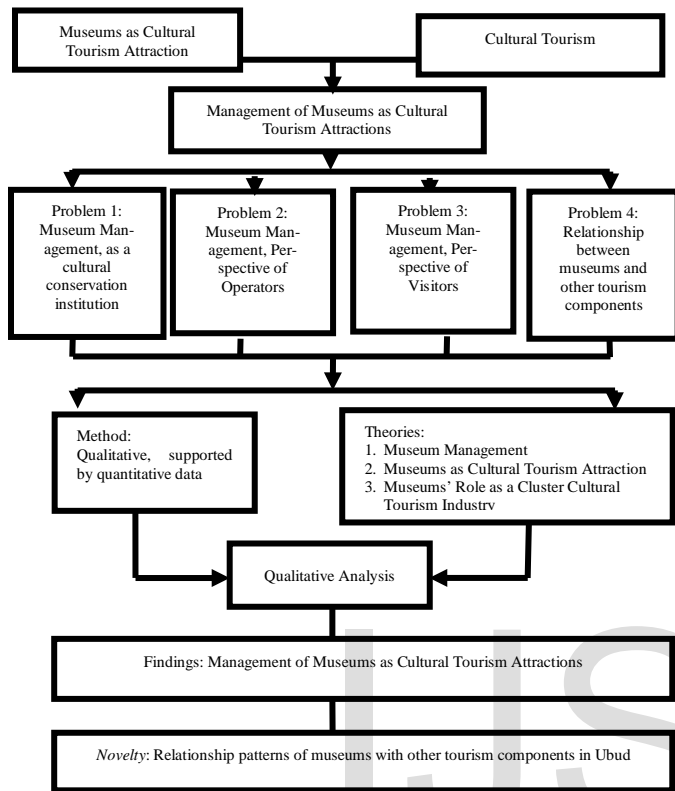 Museums as Cultural
Tourism Attraction
Cultural Tourism
Management of Museums as Cultural
Tourism Attractions
Problem 1:
Museum Man-
agement, as a
cultural
conservation
institution
Problem 2:
Museum Man-
agement, Per-
spective of
Operators
Problem 3:
Museum Man-
agement, Per-
spective of
Visitors
Problem 4:
Relationship
between
museums and
other tourism
components
Method:
Qualitative, supported
by quantitative data
Theories:
1. Museum Management
2. Museums as Cultural Tourism Attraction
3. Museums’ Role as a Cluster Cultural
Tourism Industry
Qualitative Analysis
Findings: Management of Museums as Cultural Tourism Attractions
Novelty: Relationship patterns of museums with other tourism components in Ubud
IJS